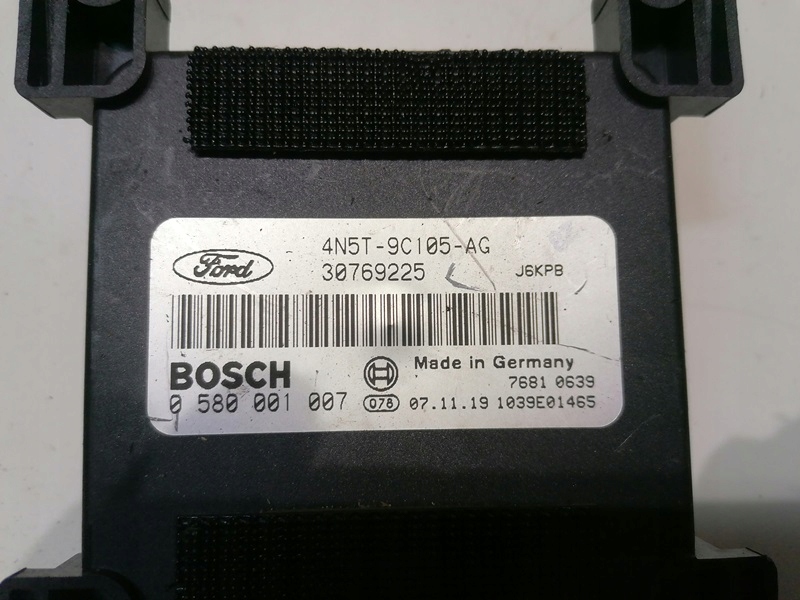 4N5T-9C105-AG
Ford
30769225
J6KPB
BOSCH
Made in Germany
7681 0639
0 580 001 007
078
07.11.19 1039E01465